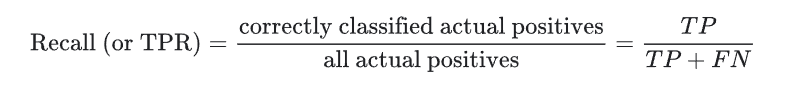 Recall (or TPR) = correctly classified actual positives / all actual positives = TP / TP + FN